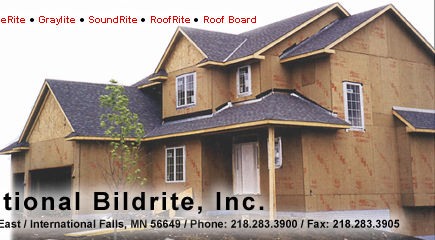 eRite • Graylite • SoundRite • RoofRite • Roof Board
tional Bildrite, Inc.
East / International Falls, MN 56649 / Phone: 218.283.3900 / Fax: 218.283.3905